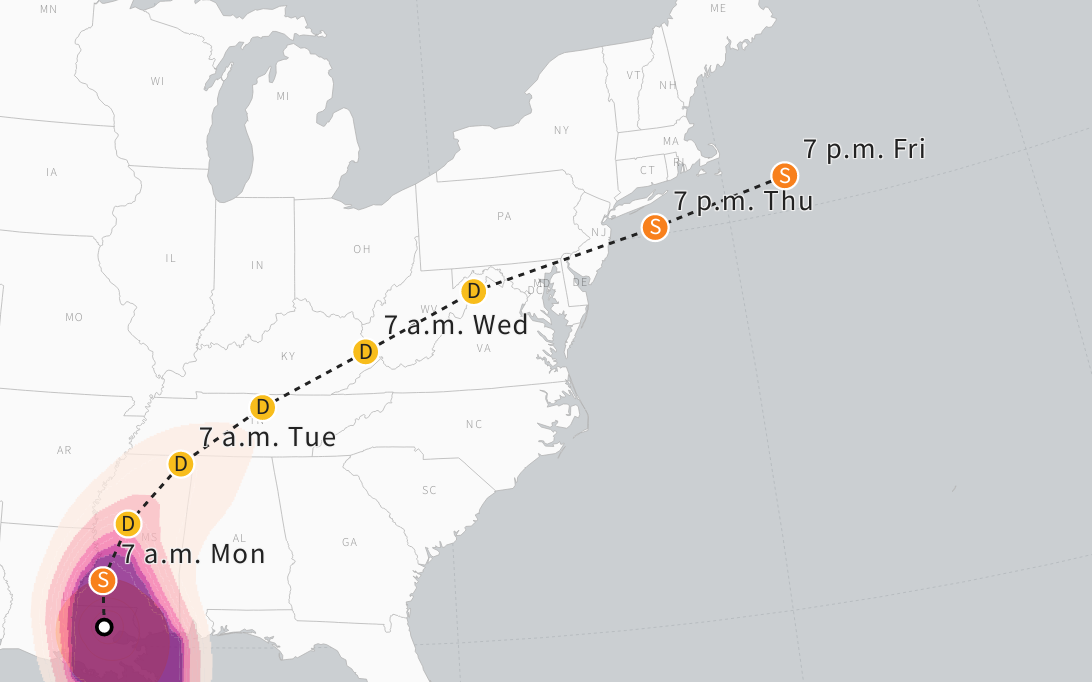 MN
ME
WI
VT
NH
MI
NY
MA
IA
CT
RI
7 p.m. Fri
S
7 p.m. Thu
PA
S
NJ
OH
IL
IN
MD
DE
DC
D
WV
MO
7 a.m. Wed
VA
D
KY
D
TN
NC
7 a.m. Tue
AR
D
SC
D
MS
AL
GA
7 a.m. Mon
S